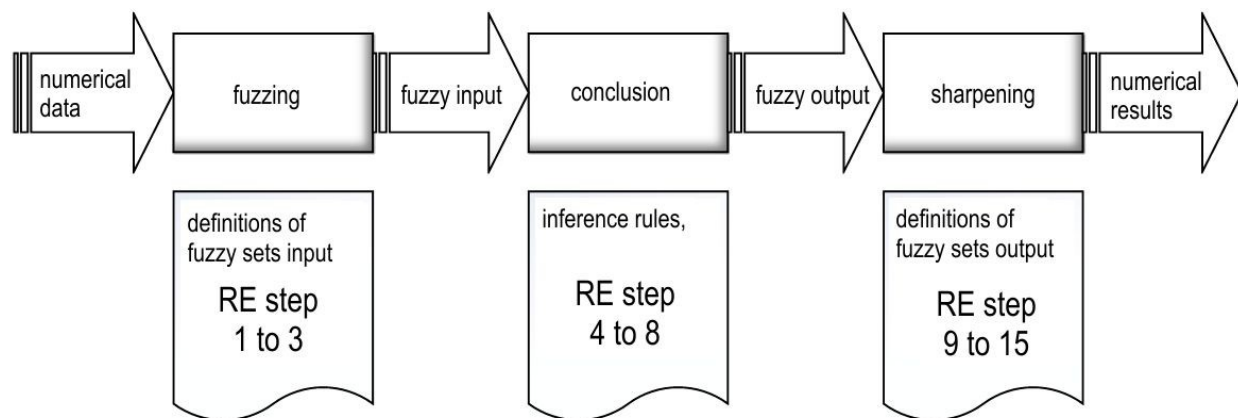 numerical
data
fuzzing
fuzzy input
conclusion
fuzzy output
sharpening
numerical
results
definitions of
fuzzy sets input
RE step
1 to 3
inference rules,
RE step
4 to 8
definitions of
fuzzy sets output
RE step
9 to 15